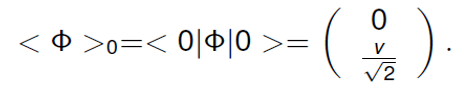 < Φ >₀=< 0|Φ|0 >= ( 0 v/√2 ) .